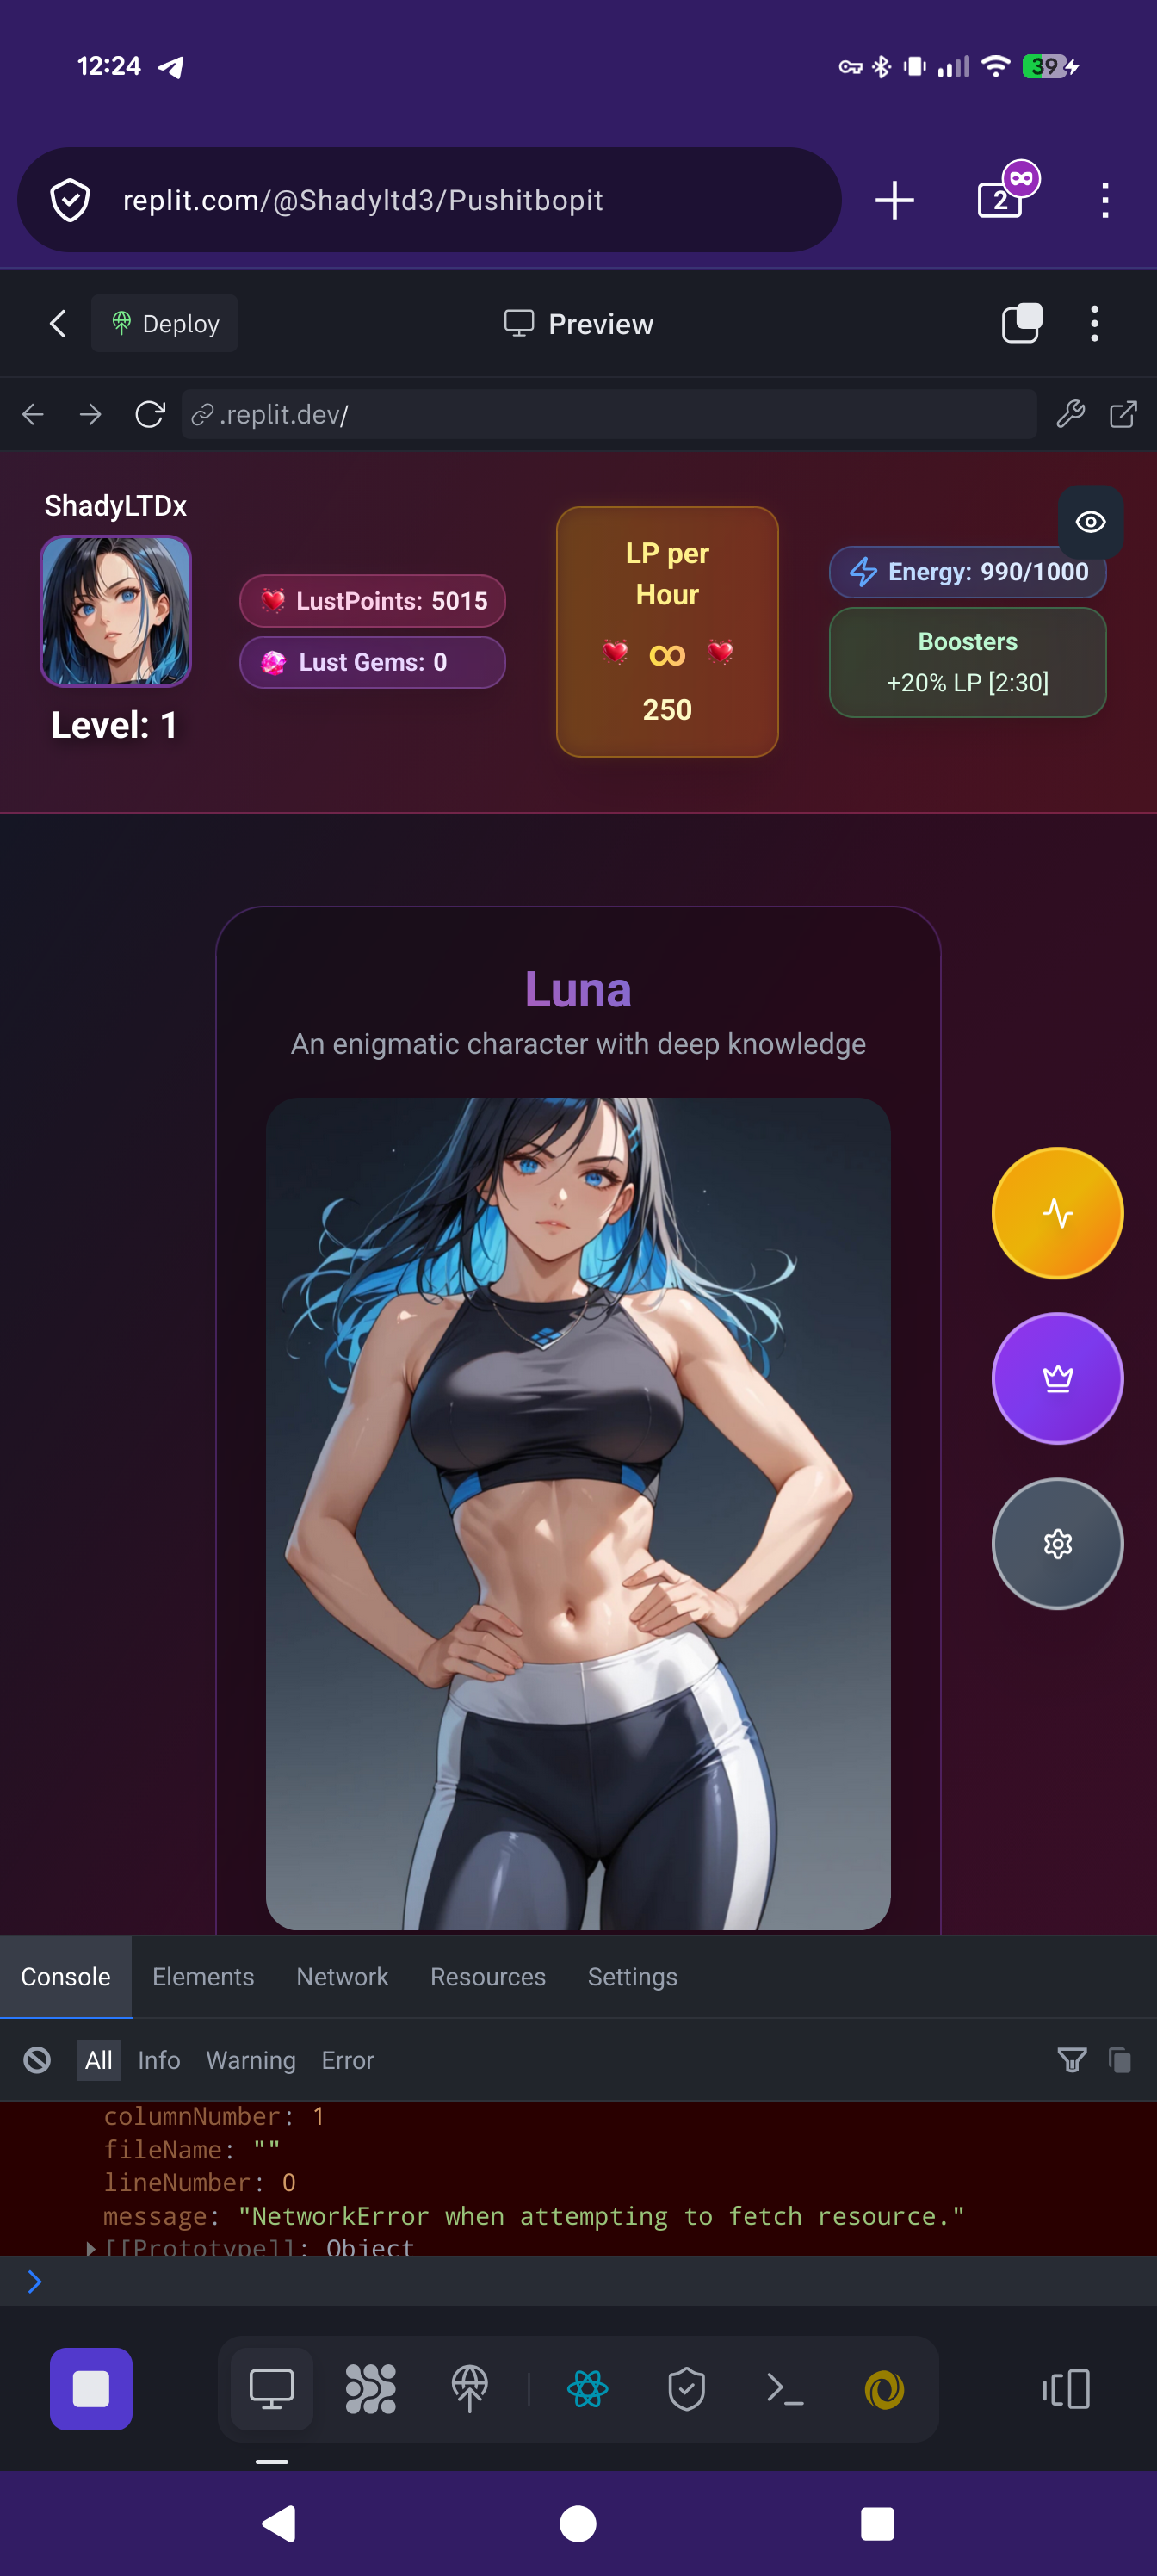 12:24
39
replit.com/@Shadyltd3/Pushitbopit
2
Deploy
Preview
.replit.dev/
ShadyLTDx
Level: 1
LustPoints: 5015
Lust Gems: 0
LP per
Hour
250
Energy: 990/1000
Boosters
+20% LP [2:30]
Luna
An enigmatic character with deep knowledge
Console Elements Network Resources Settings
All Info Warning Error
columnNumber: 1
fileName: ""
lineNumber: 0
message: "NetworkError when attempting to fetch resource."
[[Prototype]]: Object